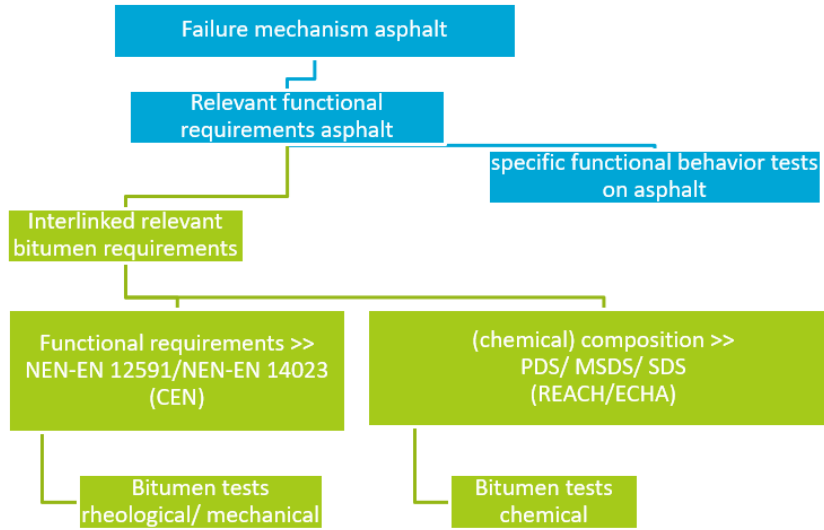 Failure mechanism asphalt
Relevant functional
requirements asphalt
specific functional behavior tests
on asphalt
Interlinked relevant
bitumen requirements
Functional requirements >>
NEN-EN 12591/NEN-EN 14023
(CEN)
(chemical) composition >>
PDS/ MSDS/ SDS
(REACH/ECHA)
Bitumen tests
rheological/ mechanical
Bitumen tests
chemical